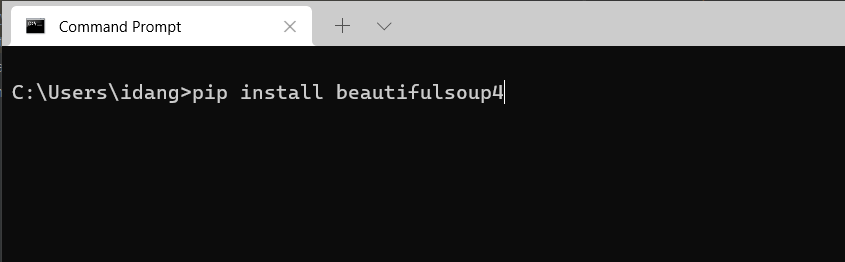 Command Prompt
C:\Users\idang>pip install beautifulsoup4